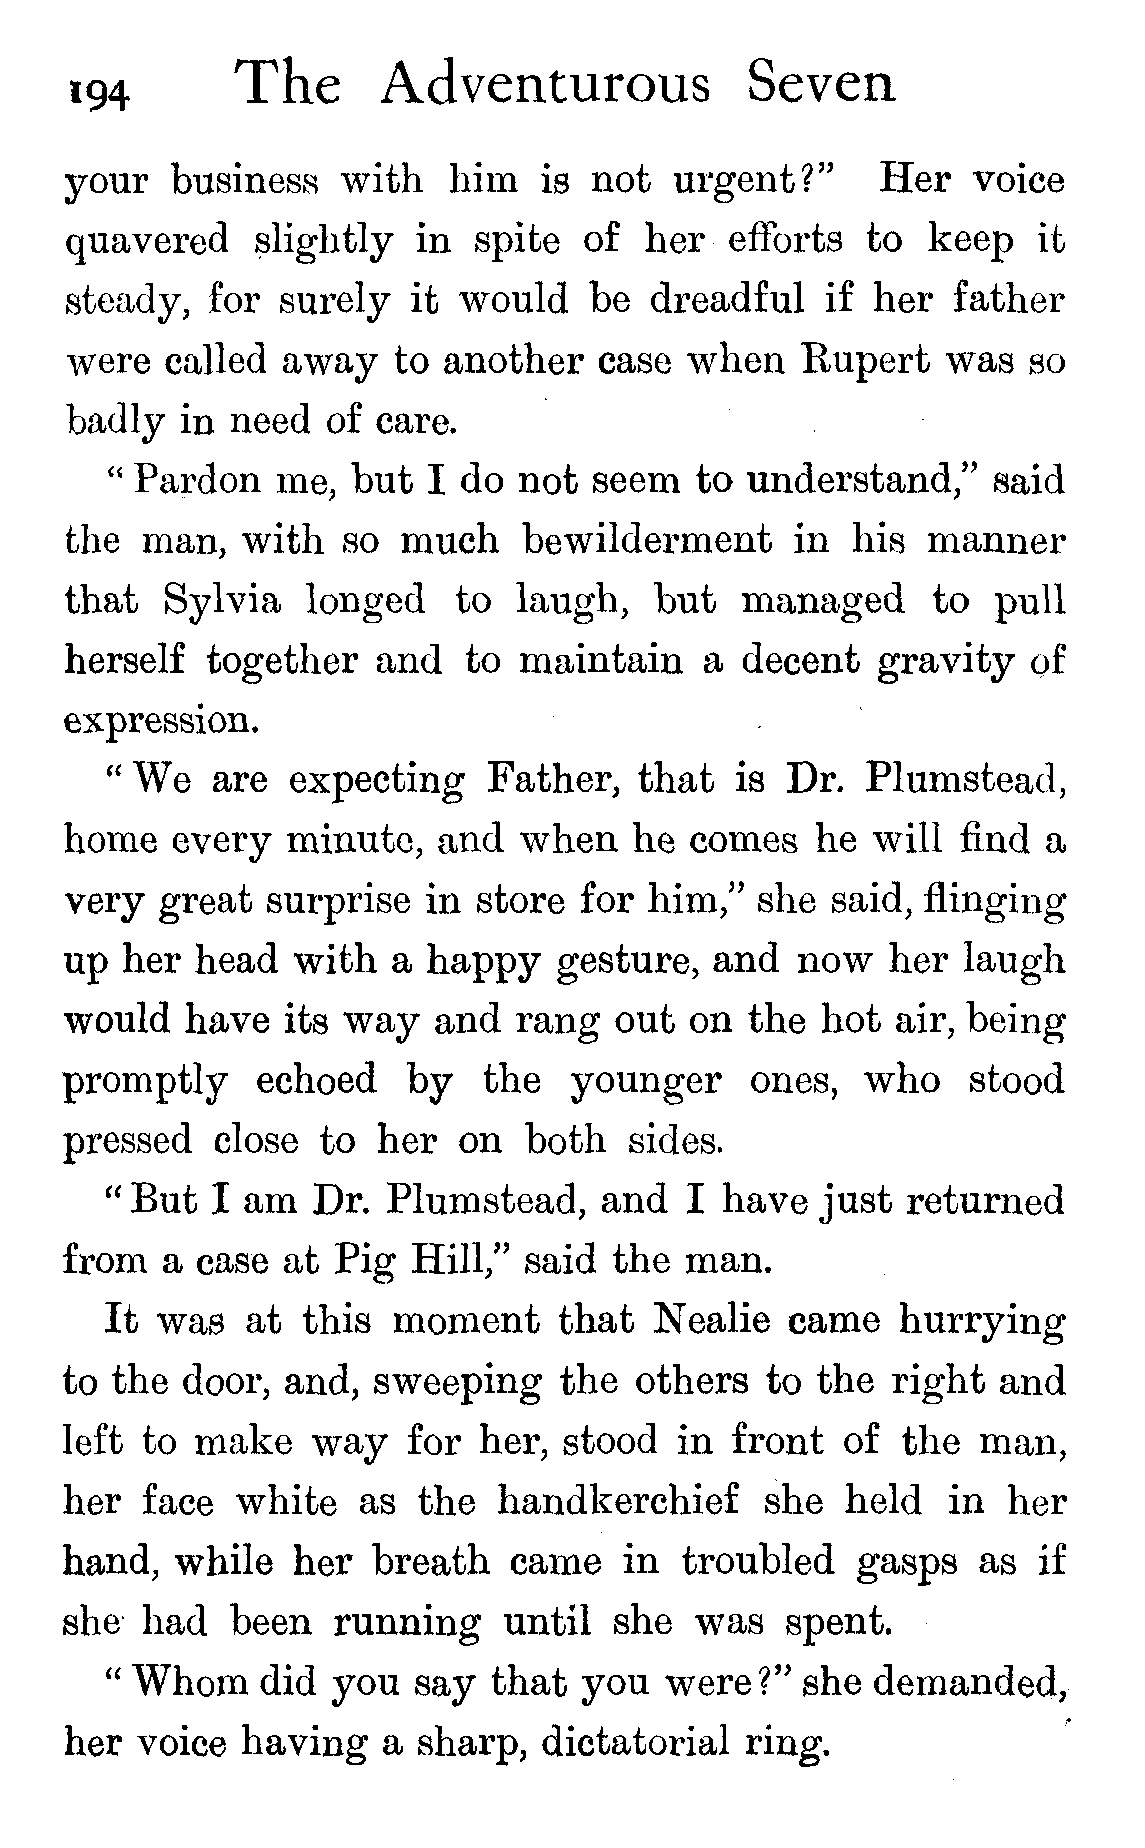 194 The Adventurous Seven
your business with him is not urgent?” Her voice
quavered slightly in spite of her efforts to keep it
steady, for surely it would be dreadful if her father
were called away to another case when Rupert was so
badly in need of care.
“ Pardon me, but I do not seem to understand,” said
the man, with so much bewilderment in his manner
that Sylvia longed to laugh, but managed to pull
herself together and to maintain a decent gravity of
expression.
“ We are expecting Father, that is Dr. Plumstead,
home every minute, and when he comes he will find a
very great surprise in store for him,” she said, flinging
up her head with a happy gesture, and now her laugh
would have its way and rang out on the hot air, being
promptly echoed by the younger ones, who stood
pressed close to her on both sides.
“ But I am Dr. Plumstead, and I have just returned
from a case at Pig Hill,” said the man.
It was at this moment that Nealie came hurrying
to the door, and, sweeping the others to the right and
left to make way for her, stood in front of the man,
her face white as the handkerchief she held in her
hand, while her breath came in troubled gasps as if
she had been running until she was spent.
“ Whom did you say that you were?” she demanded,
her voice having a sharp, dictatorial ring.